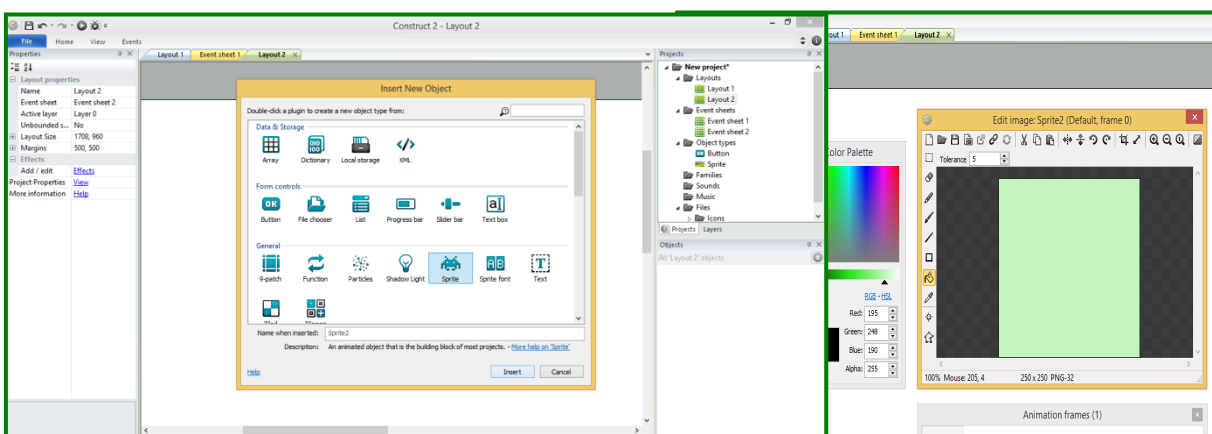 Construct 2 - Layout 2
File Home View Events
Properties
Layout properties
Name Layout 2
Event sheet Event sheet 2
Active layer Layer 0
Unbounded s... No
Layout Size 1708, 960
Margins 500, 500
Effects
Add / edit Effects
Project Properties View
More information Help
Layout 1 Event sheet 1 Layout 2
Insert New Object
Double-click a plugin to create a new object type from:
Data & Storage
Array Dictionary Local storage XML
Form controls
OK
Button File chooser List Progress bar Slider bar Text box
General
9-patch Function Particles Shadow Light Sprite Sprite font Text
Name when inserted: Sprite2
Description: An animated object that is the building block of most projects. - More help on 'Sprite'
Help Insert Cancel
Projects
New project*
Layouts
Layout 1
Layout 2
Event sheets
Event sheet 1
Event sheet 2
Object types
Button
Sprite
Families
Sounds
Music
Files
Icons
Projects Layers
Objects
All 'Layout 2' objects
out 1 Event sheet 1 Layout 2
Color Palette
RGB - HSL
Red: 195
Green: 248
Blue: 190
Alpha: 255
Edit image: Sprite2 (Default, frame 0)
Tolerance 5
100% Mouse: 205, 4 250 x 250 PNG-32
Animation frames (1)